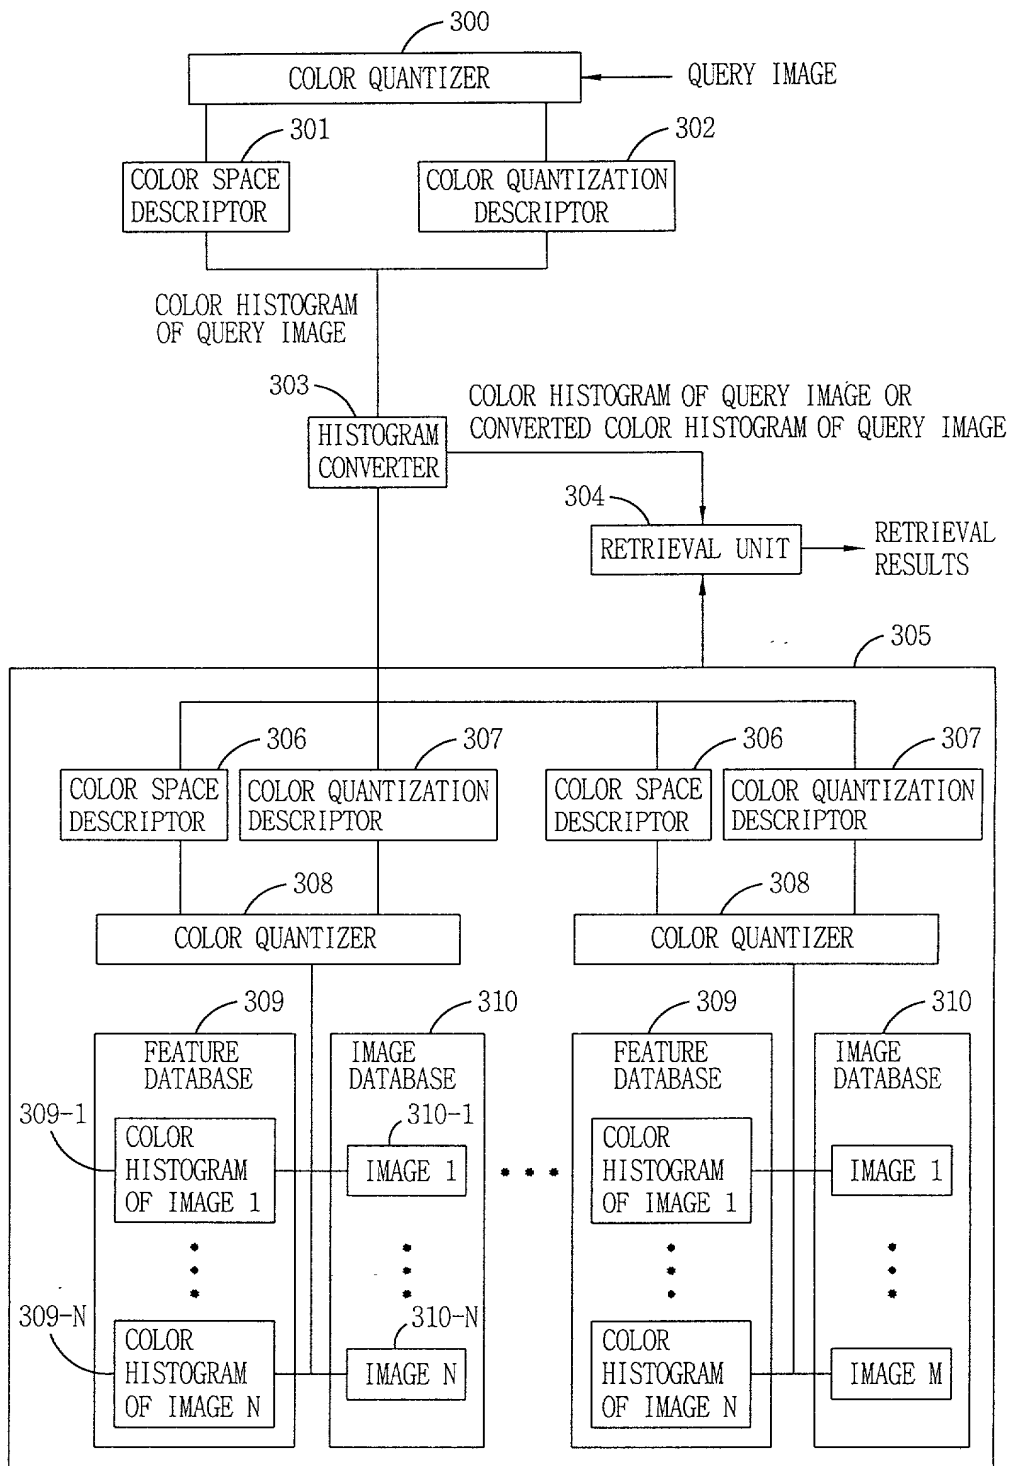 300
COLOR QUANTIZER
QUERY IMAGE
301
302
COLOR SPACE
DESCRIPTOR
COLOR QUANTIZATION
DESCRIPTOR
COLOR HISTOGRAM
OF QUERY IMAGE
303
HISTOGRAM
CONVERTER
COLOR HISTOGRAM OF QUERY IMAGE OR
CONVERTED COLOR HISTOGRAM OF QUERY IMAGE
304
RETRIEVAL UNIT
RETRIEVAL
RESULTS
305
306
307
306
307
COLOR SPACE
DESCRIPTOR
COLOR QUANTIZATION
DESCRIPTOR
COLOR SPACE
DESCRIPTOR
COLOR QUANTIZATION
DESCRIPTOR
308
308
COLOR QUANTIZER
COLOR QUANTIZER
309
310
309
310
FEATURE
DATABASE
IMAGE
DATABASE
FEATURE
DATABASE
IMAGE
DATABASE
309-1
COLOR
HISTOGRAM
OF IMAGE 1
310-1
IMAGE 1
COLOR
HISTOGRAM
OF IMAGE 1
IMAGE 1
309-N
COLOR
HISTOGRAM
OF IMAGE N
310-N
IMAGE N
COLOR
HISTOGRAM
OF IMAGE N
IMAGE M